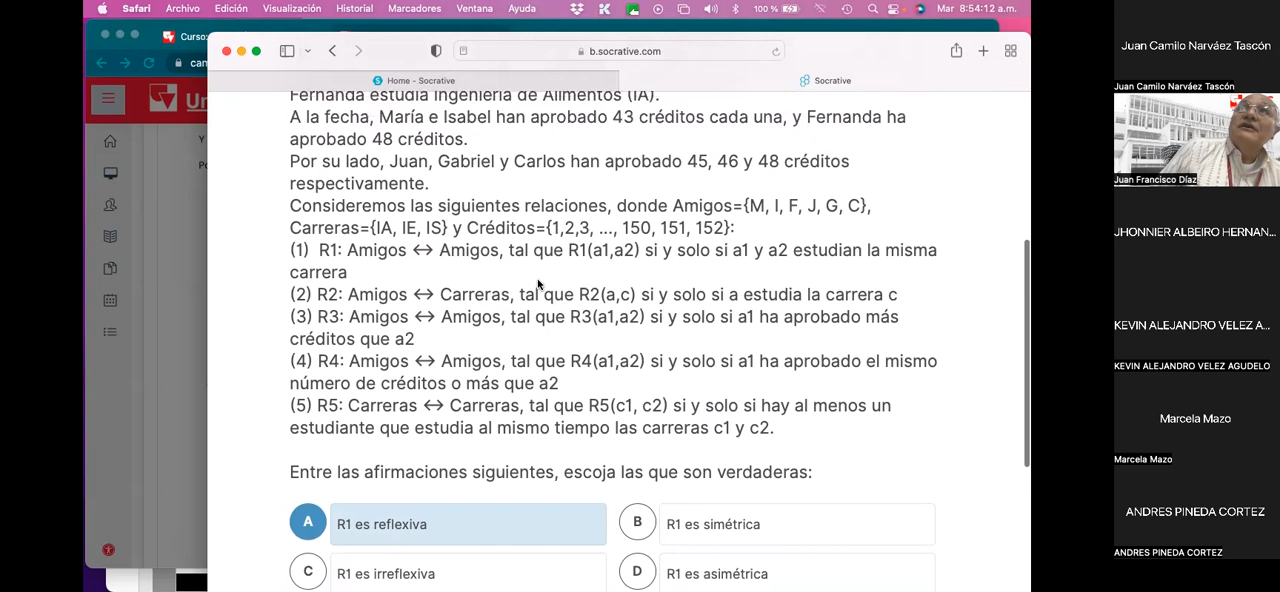 Safari Archivo Edición Visualización Historial Marcadores Ventana Ayuda 100 % Mar 8:54:12 a.m.
Curso:
b.socrative.com
Home - Socrative Socrative
Fernanda estudia Ingeniería de Alimentos (IA).
A la fecha, María e Isabel han aprobado 43 créditos cada una, y Fernanda ha
aprobado 48 créditos.
Por su lado, Juan, Gabriel y Carlos han aprobado 45, 46 y 48 créditos
respectivamente.
Consideremos las siguientes relaciones, donde Amigos={M, I, F, J, G, C},
Carreras={IA, IE, IS} y Créditos={1,2,3, ..., 150, 151, 152}:
(1) R1: Amigos ↔ Amigos, tal que R1(a1,a2) si y solo si a1 y a2 estudian la misma
carrera
(2) R2: Amigos ↔ Carreras, tal que R2(a,c) si y solo si a estudia la carrera c
(3) R3: Amigos ↔ Amigos, tal que R3(a1,a2) si y solo si a1 ha aprobado más
créditos que a2
(4) R4: Amigos ↔ Amigos, tal que R4(a1,a2) si y solo si a1 ha aprobado el mismo
número de créditos o más que a2
(5) R5: Carreras ↔ Carreras, tal que R5(c1, c2) si y solo si hay al menos un
estudiante que estudia al mismo tiempo las carreras c1 y c2.
Entre las afirmaciones siguientes, escoja las que son verdaderas:
A R1 es reflexiva B R1 es simétrica
C R1 es irreflexiva D R1 es asimétrica
Juan Camilo Narváez Tascón
Juan Camilo Narváez Tascón
Juan Francisco Díaz
JHONNIER ALBEIRO HERNAN...
KEVIN ALEJANDRO VELEZ A...
KEVIN ALEJANDRO VELEZ AGUDELO
Marcela Mazo
Marcela Mazo
ANDRES PINEDA CORTEZ
ANDRES PINEDA CORTEZ